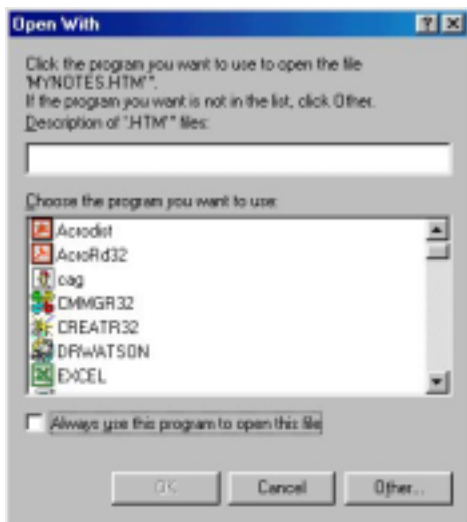 Open With
Click the program you want to use to open the file
'MYNOTES.HTM'".
If the program you want is not in the list, click Other.
Description of '.HTM'" files:
Choose the program you want to use:
Acrodist
AcroRd32
cag
CMMGR32
CREATR32
DRWATSON
EXCEL
Always use this program to open this file
OK
Cancel
Other...